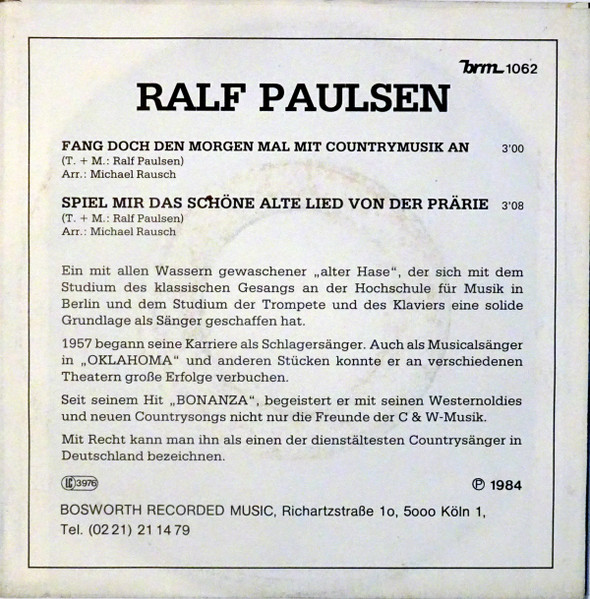 brm 1062
RALF PAULSEN
FANG DOCH DEN MORGEN MAL MIT COUNTRYMUSIK AN 3'00
(T. + M.: Ralf Paulsen)
Arr.: Michael Rausch
SPIEL MIR DAS SCHÖNE ALTE LIED VON DER PRÄRIE 3'08
(T. + M.: Ralf Paulsen)
Arr.: Michael Rausch
Ein mit allen Wassern gewaschener „alter Hase“, der sich mit dem
Studium des klassischen Gesangs an der Hochschule für Musik in
Berlin und dem Studium der Trompete und des Klaviers eine solide
Grundlage als Sänger geschaffen hat.
1957 begann seine Karriere als Schlagersänger. Auch als Musicalsänger
in „OKLAHOMA“ und anderen Stücken konnte er an verschiedenen
Theatern große Erfolge verbuchen.
Seit seinem Hit „BONANZA“, begeistert er mit seinen Westernoldies
und neuen Countrysongs nicht nur die Freunde der C & W-Musik.
Mit Recht kann man ihn als einen der dienstältesten Countrysänger in
Deutschland bezeichnen.
LC 3976 ℗ 1984
BOSWORTH RECORDED MUSIC, Richartzstraße 1o, 5ooo Köln 1,
Tel. (02 21) 21 14 79